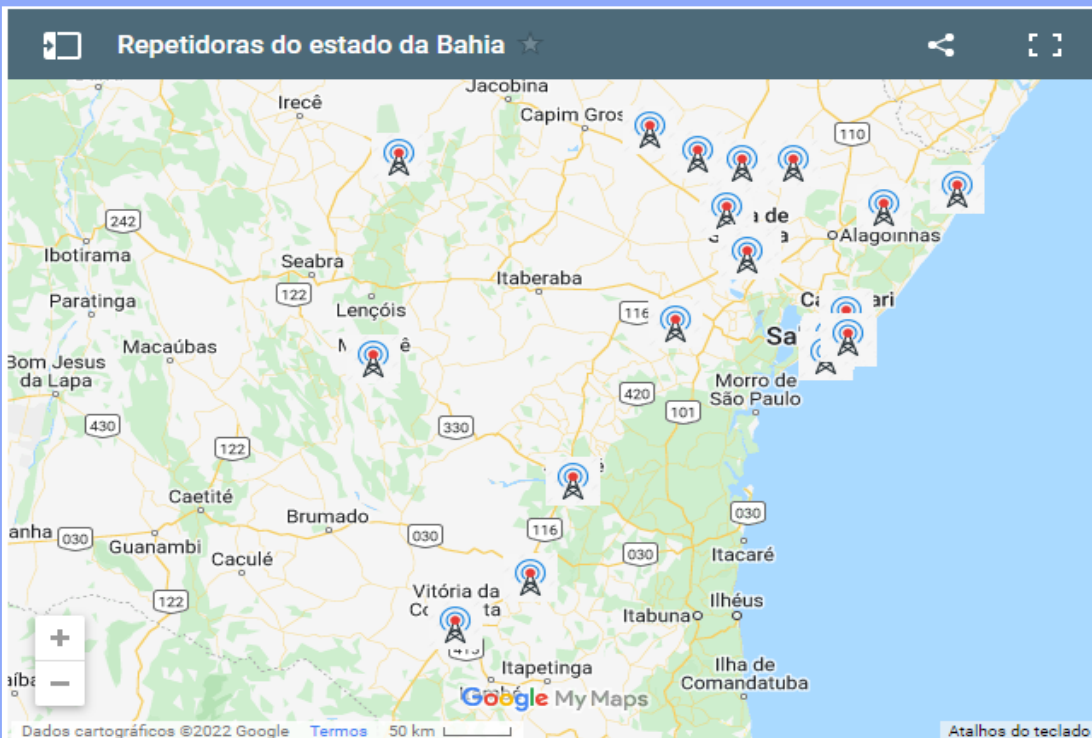 Repetidoras do estado da Bahia
Jacobina
Irecê
Capim Gros
110
242
Ibotirama
Alagoinnas
Seabra
Itaberaba
122
Paratinga
Lençóis
116
Macaúbas
Bom Jesus
da Lapa
Morro de
São Paulo
420
101
430
330
122
Caetité
Brumado
030
116
030
030
030
Guanambi
Itacaré
Caculé
Vitória da
122
Itabuna
Ilhéus
Itapetinga
Ilha de
Comandatuba
Google My Maps
Dados cartográficos ©2022 Google Termos 50 km
Atalhos do teclado